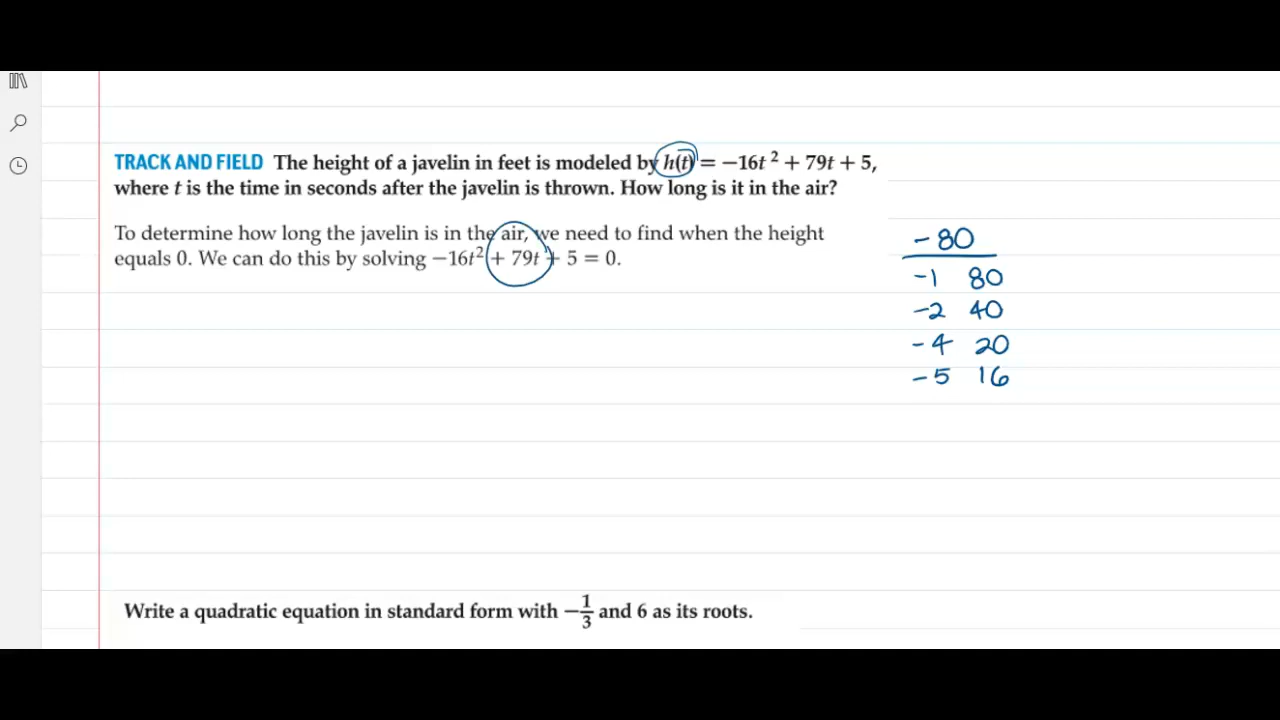 TRACK AND FIELD The height of a javelin in feet is modeled by h(t) = −16t² + 79t + 5,
where t is the time in seconds after the javelin is thrown. How long is it in the air?
To determine how long the javelin is in the air, we need to find when the height
equals 0. We can do this by solving −16t² + 79t + 5 = 0.
-80
-1 80
-2 40
-4 20
-5 16
Write a quadratic equation in standard form with −1/3 and 6 as its roots.